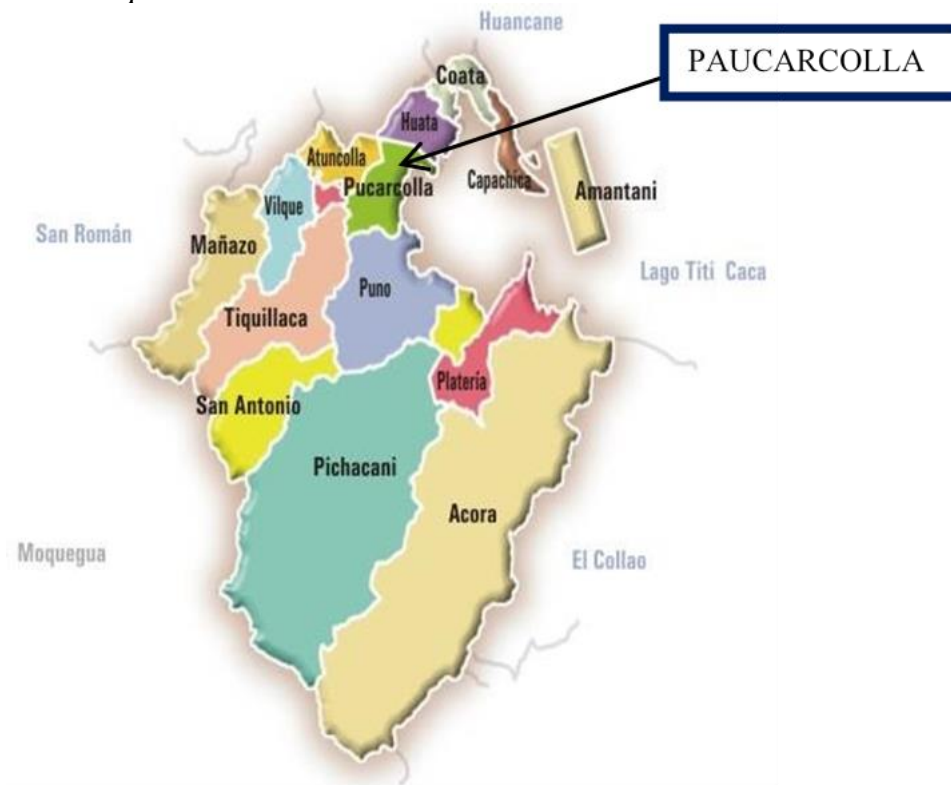 Huancane
PAUCARCOLLA
Coata
Huata
Atuncolla
Pucarcolla
Capachica
Amantani
Vilque
San Román
Mañazo
Lago Titi Caca
Puno
Tiquillaca
Platería
San Antonio
Pichacani
Acora
Moquegua
El Collao